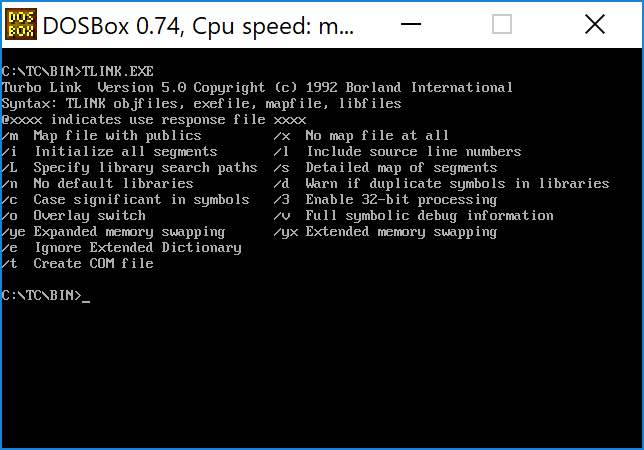 DOS
BOX
DOSBox 0.74, Cpu speed: m...
C:\TC\BIN>TLINK.EXE
Turbo Link  Version 5.0 Copyright (c) 1992 Borland International
Syntax: TLINK objfiles, exefile, mapfile, libfiles
@xxxx indicates use response file xxxx
/m  Map file with publics         /x  No map file at all
/i  Initialize all segments       /l  Include source line numbers
/L  Specify library search paths  /s  Detailed map of segments
/n  No default libraries          /d  Warn if duplicate symbols in libraries
/c  Case significant in symbols   /3  Enable 32-bit processing
/o  Overlay switch                /v  Full symbolic debug information
/ye Expanded memory swapping      /yx Extended memory swapping
/e  Ignore Extended Dictionary
/t  Create COM file
C:\TC\BIN>_